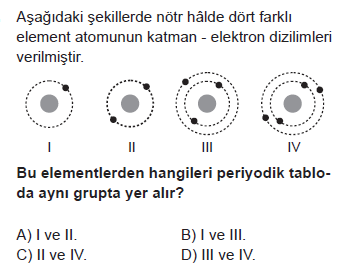 Aşağıdaki şekillerde nötr hâlde dört farklı
element atomunun katman - elektron dizilimleri
verilmiştir.
I II III IV
Bu elementlerden hangileri periyodik tablo-
da aynı grupta yer alır?
A) I ve II. B) I ve III.
C) II ve IV. D) III ve IV.